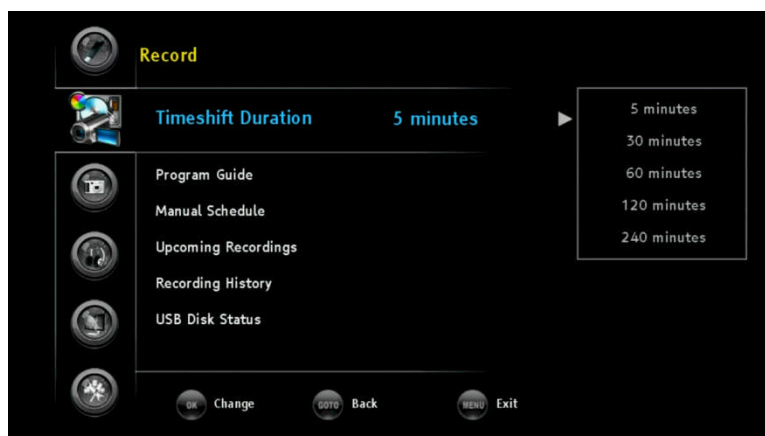 Record
Timeshift Duration 5 minutes
5 minutes
30 minutes
60 minutes
120 minutes
240 minutes
Program Guide
Manual Schedule
Upcoming Recordings
Recording History
USB Disk Status
OK Change GOTO Back MENU Exit